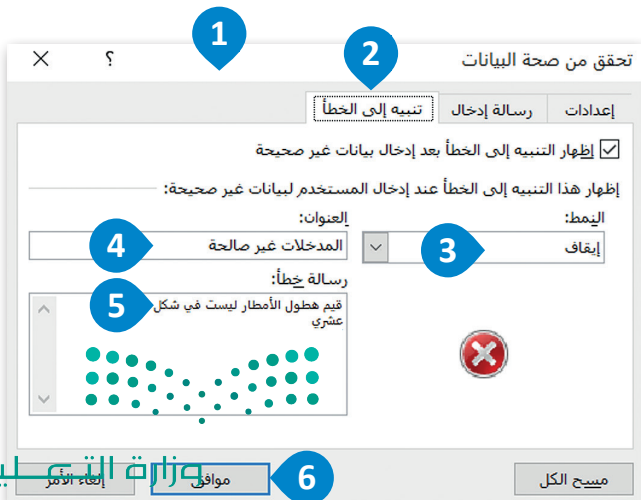 1
2
تحقق من صحة البيانات
؟
إعدادات
رسالة إدخال
تنبيه إلى الخطأ
إظهار التنبيه إلى الخطأ بعد إدخال بيانات غير صحيحة
إظهار هذا التنبيه إلى الخطأ عند إدخال المستخدم لبيانات غير صحيحة:
النمط:
العنوان:
إيقاف
3
المدخلات غير صالحة
4
رسالة خطأ:
قيم هطول الأمطار ليست في شكل
عشري
5
مسح الكل
6
موافق
إلغاء الأمر
وزارة التعليـ